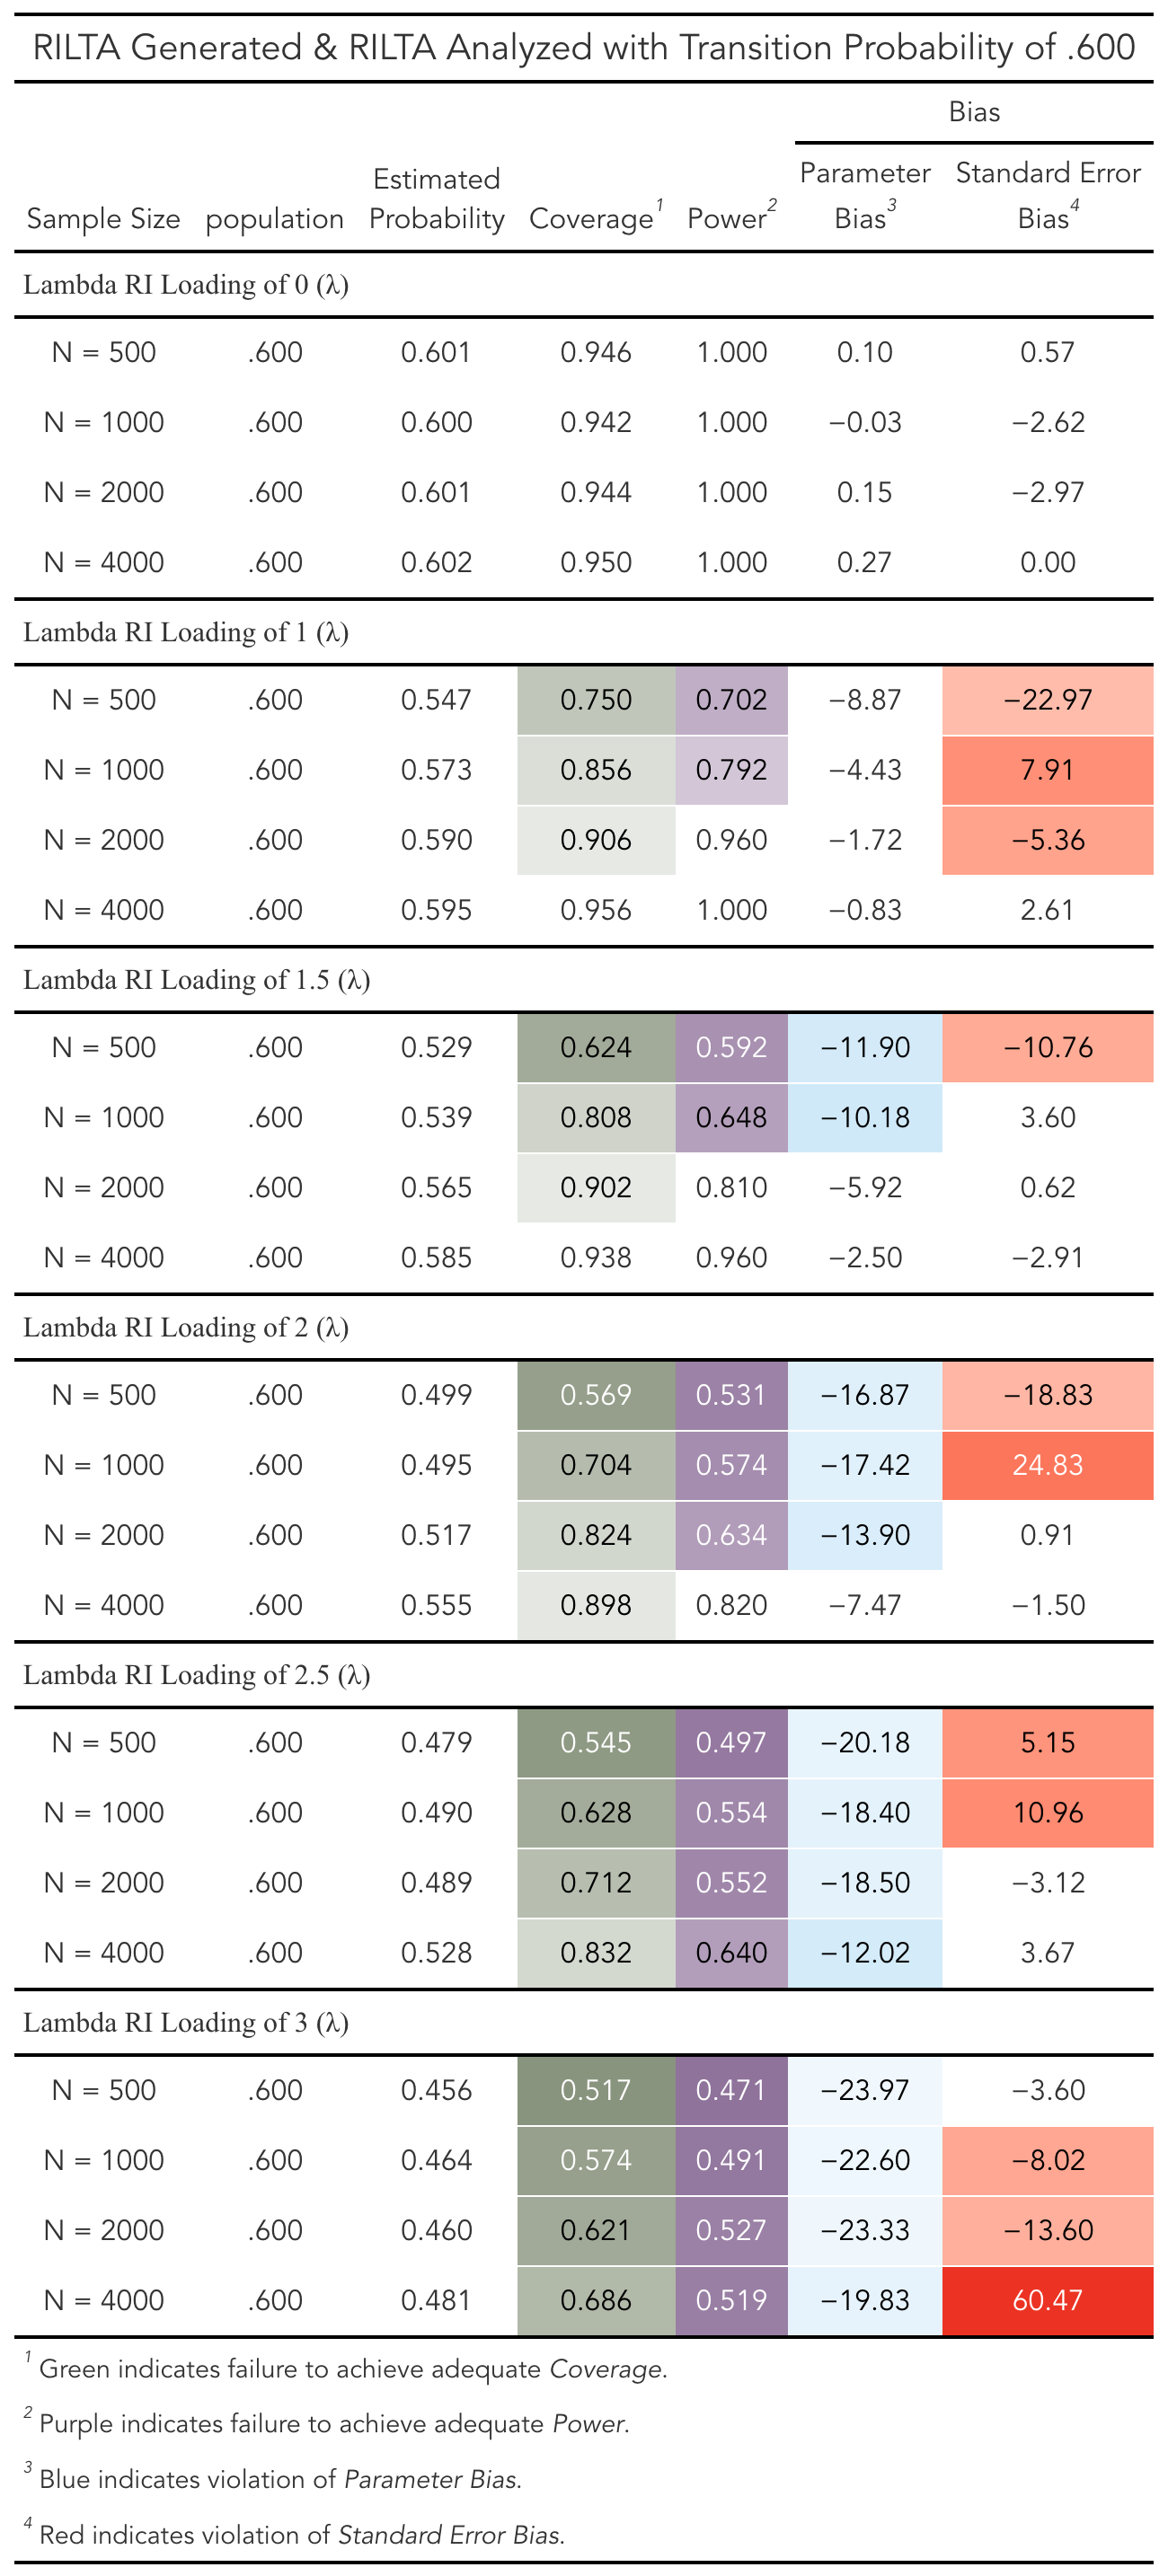 RILTA Generated & RILTA Analyzed with Transition Probability of .600
Bias
Sample Size population Estimated Probability Coverage¹ Power² Parameter Bias³ Standard Error Bias⁴
Lambda RI Loading of 0 (λ)
N = 500 .600 0.601 0.946 1.000 0.10 0.57
N = 1000 .600 0.600 0.942 1.000 −0.03 −2.62
N = 2000 .600 0.601 0.944 1.000 0.15 −2.97
N = 4000 .600 0.602 0.950 1.000 0.27 0.00
Lambda RI Loading of 1 (λ)
N = 500 .600 0.547 0.750 0.702 −8.87 −22.97
N = 1000 .600 0.573 0.856 0.792 −4.43 7.91
N = 2000 .600 0.590 0.906 0.960 −1.72 −5.36
N = 4000 .600 0.595 0.956 1.000 −0.83 2.61
Lambda RI Loading of 1.5 (λ)
N = 500 .600 0.529 0.624 0.592 −11.90 −10.76
N = 1000 .600 0.539 0.808 0.648 −10.18 3.60
N = 2000 .600 0.565 0.902 0.810 −5.92 0.62
N = 4000 .600 0.585 0.938 0.960 −2.50 −2.91
Lambda RI Loading of 2 (λ)
N = 500 .600 0.499 0.569 0.531 −16.87 −18.83
N = 1000 .600 0.495 0.704 0.574 −17.42 24.83
N = 2000 .600 0.517 0.824 0.634 −13.90 0.91
N = 4000 .600 0.555 0.898 0.820 −7.47 −1.50
Lambda RI Loading of 2.5 (λ)
N = 500 .600 0.479 0.545 0.497 −20.18 5.15
N = 1000 .600 0.490 0.628 0.554 −18.40 10.96
N = 2000 .600 0.489 0.712 0.552 −18.50 −3.12
N = 4000 .600 0.528 0.832 0.640 −12.02 3.67
Lambda RI Loading of 3 (λ)
N = 500 .600 0.456 0.517 0.471 −23.97 −3.60
N = 1000 .600 0.464 0.574 0.491 −22.60 −8.02
N = 2000 .600 0.460 0.621 0.527 −23.33 −13.60
N = 4000 .600 0.481 0.686 0.519 −19.83 60.47
¹ Green indicates failure to achieve adequate Coverage.
² Purple indicates failure to achieve adequate Power.
³ Blue indicates violation of Parameter Bias.
⁴ Red indicates violation of Standard Error Bias.